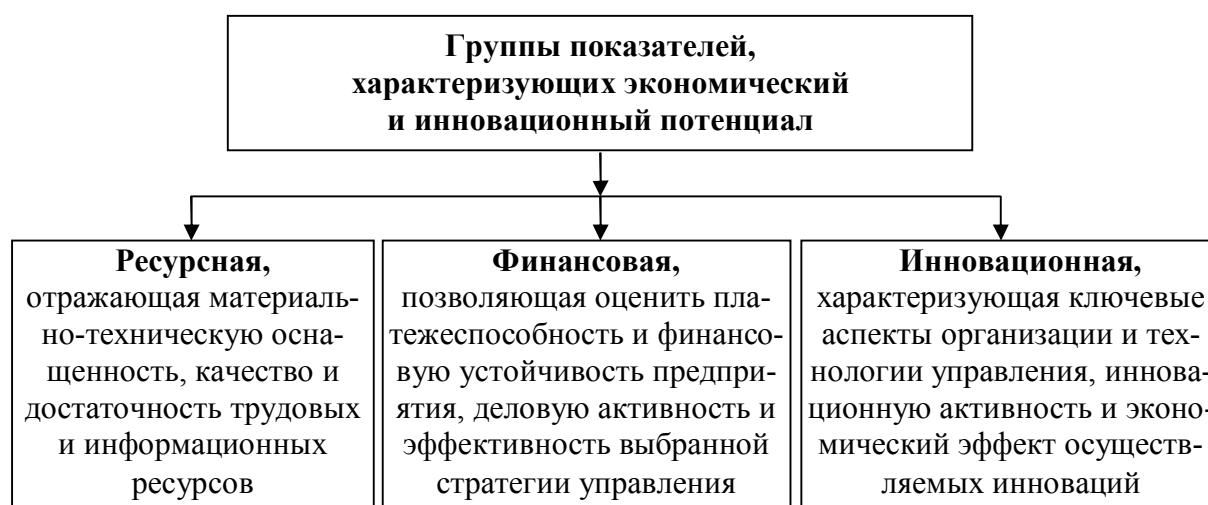 Группы показателей,
характеризующих экономический
и инновационный потенциал
Ресурсная,
отражающая материаль-
но-техническую осна-
щенность, качество и
достаточность трудовых
и информационных
ресурсов
Финансовая,
позволяющая оценить пла-
тежеспособность и финансо-
вую устойчивость предпри-
ятия, деловую активность и
эффективность выбранной
стратегии управления
Инновационная,
характеризующая ключевые
аспекты организации и тех-
нологии управления, иннова-
ционную активность и эконо-
мический эффект осуществ-
ляемых инноваций